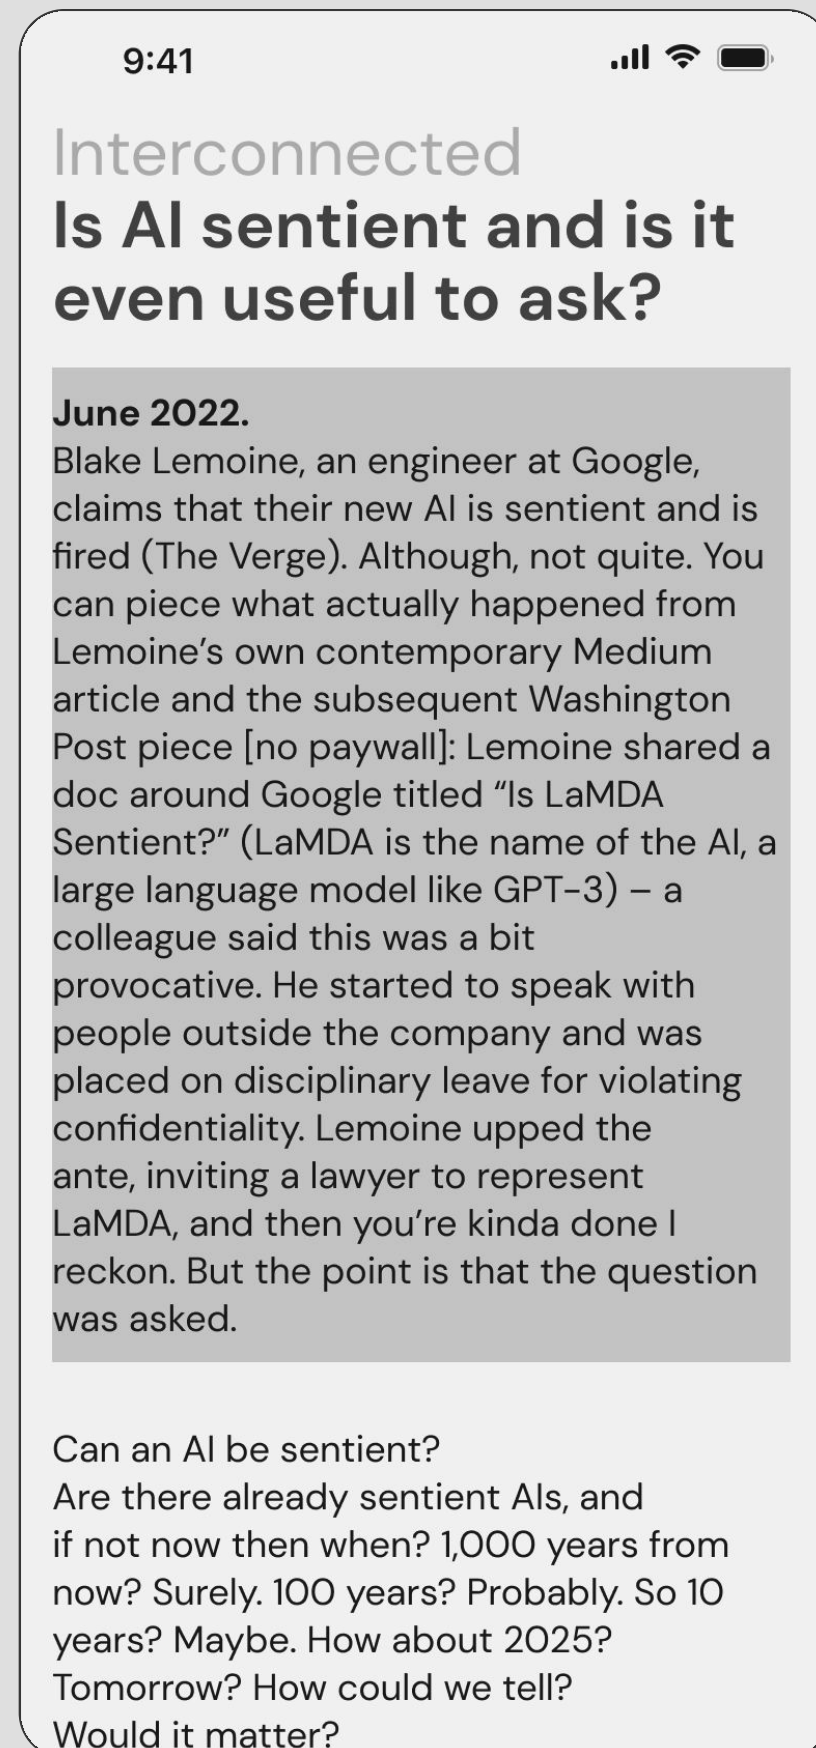 9:41
Interconnected
Is AI sentient and is it
even useful to ask?
June 2022.
Blake Lemoine, an engineer at Google,
claims that their new AI is sentient and is
fired (The Verge). Although, not quite. You
can piece what actually happened from
Lemoine’s own contemporary Medium
article and the subsequent Washington
Post piece [no paywall]: Lemoine shared a
doc around Google titled “Is LaMDA
Sentient?” (LaMDA is the name of the AI, a
large language model like GPT-3) – a
colleague said this was a bit
provocative. He started to speak with
people outside the company and was
placed on disciplinary leave for violating
confidentiality. Lemoine upped the
ante, inviting a lawyer to represent
LaMDA, and then you’re kinda done I
reckon. But the point is that the question
was asked.
Can an AI be sentient?
Are there already sentient AIs, and
if not now then when? 1,000 years from
now? Surely. 100 years? Probably. So 10
years? Maybe. How about 2025?
Tomorrow? How could we tell?
Would it matter?